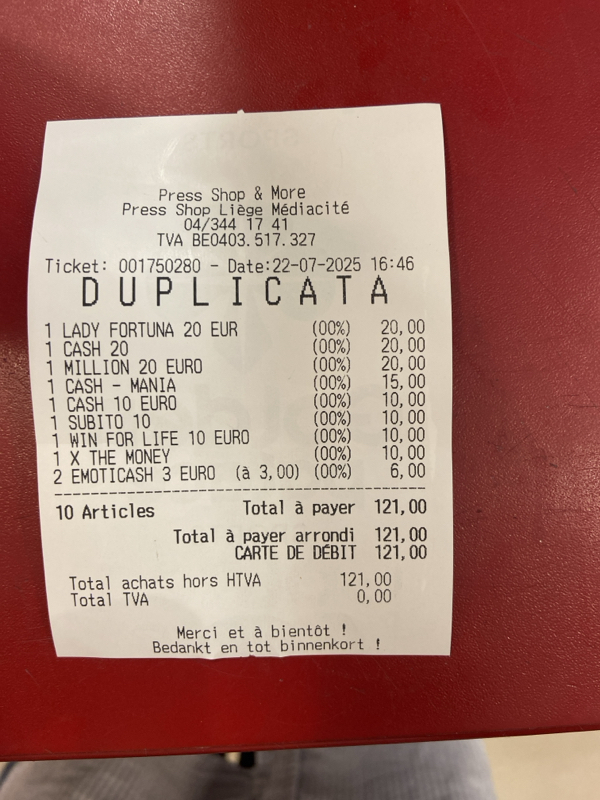 Press Shop & More
Press Shop Liège Médiacité
04/344 17 41
TVA BE0403.517.327
Ticket: 001750280 - Date:22-07-2025 16:46
DUPLICATA
1 LADY FORTUNA 20 EUR (00%) 20,00
1 CASH 20 (00%) 20,00
1 MILLION 20 EURO (00%) 20,00
1 CASH - MANIA (00%) 15,00
1 CASH 10 EURO (00%) 10,00
1 SUBITO 10 (00%) 10,00
1 WIN FOR LIFE 10 EURO (00%) 10,00
1 X THE MONEY (00%) 10,00
2 EMOTICASH 3 EURO (à 3,00) (00%) 6,00
10 Articles Total à payer 121,00
Total à payer arrondi 121,00
CARTE DE DÉBIT 121,00
Total achats hors HTVA 121,00
Total TVA 0,00
Merci et à bientôt !
Bedankt en tot binnenkort !